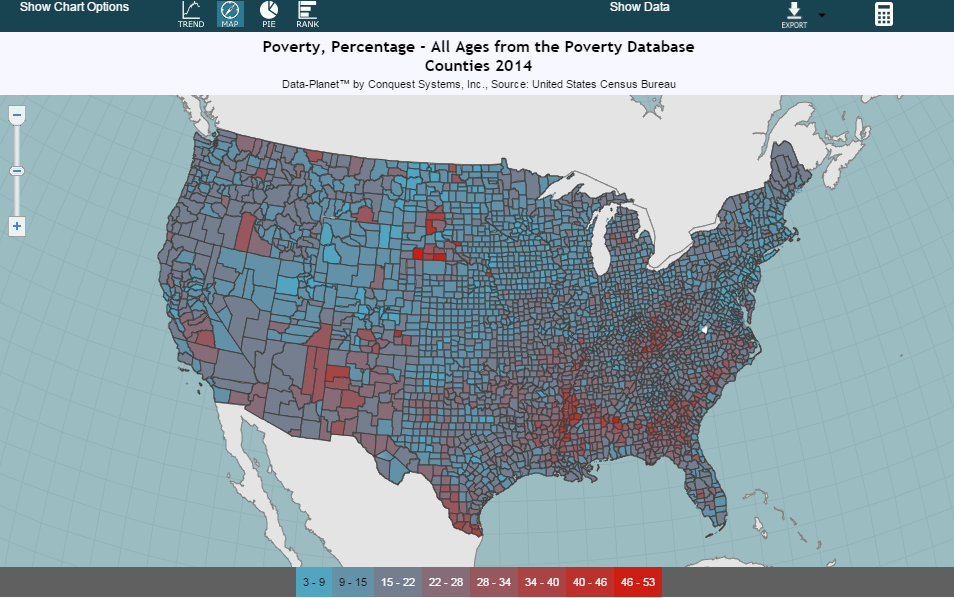 Show Chart Options
TREND
MAP
PIE
RANK
Show Data
EXPORT
Poverty, Percentage - All Ages from the Poverty Database
Counties 2014
Data-Planet™ by Conquest Systems, Inc., Source: United States Census Bureau
3 - 9
9 - 15
15 - 22
22 - 28
28 - 34
34 - 40
40 - 46
46 - 53